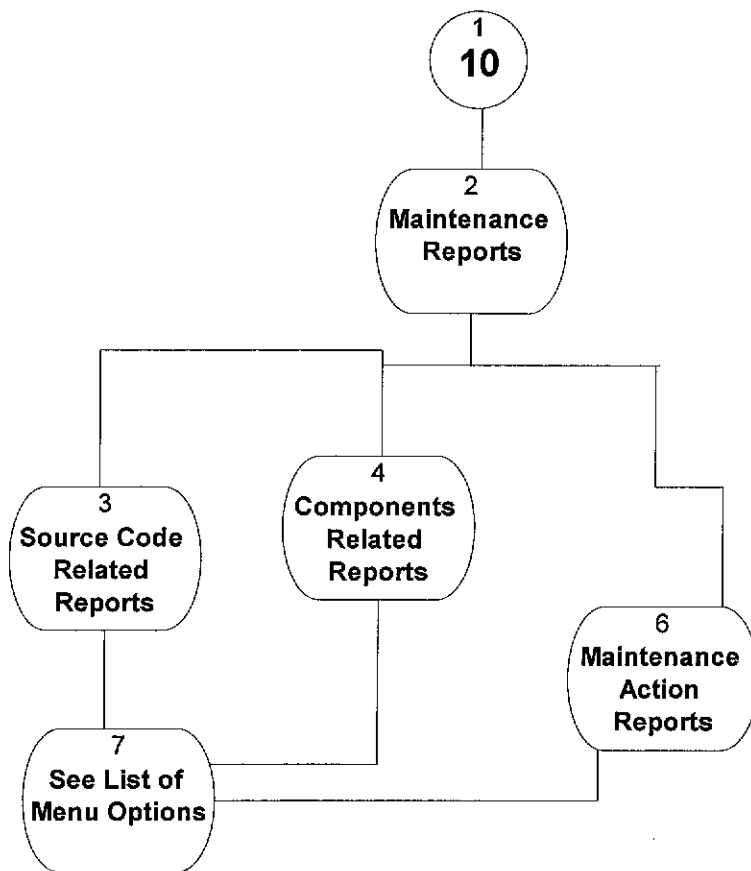 1
10
2
Maintenance
Reports
3
Source Code
Related
Reports
4
Components
Related
Reports
6
Maintenance
Action
Reports
7
See List of
Menu Options